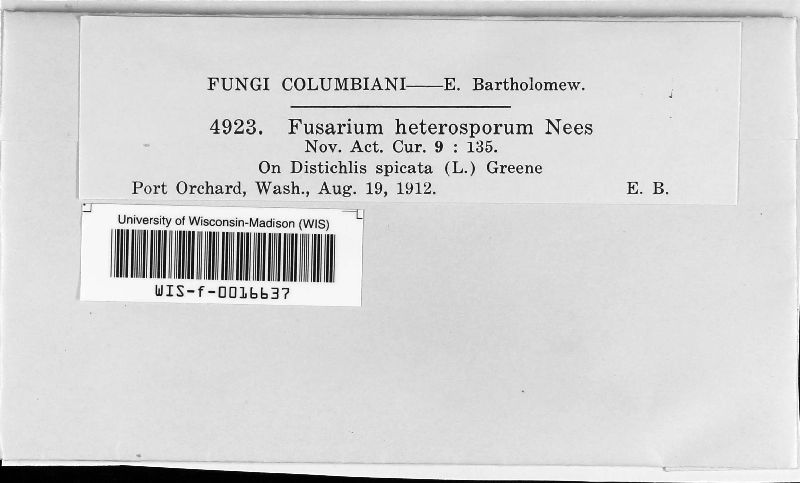 FUNGI COLUMBIANI——E. Bartholomew.
4923. Fusarium heterosporum Nees
Nov. Act. Cur. 9 : 135.
On Distichlis spicata (L.) Greene
Port Orchard, Wash., Aug. 19, 1912. E. B.
University of Wisconsin-Madison (WIS)
WIS-f-0016637